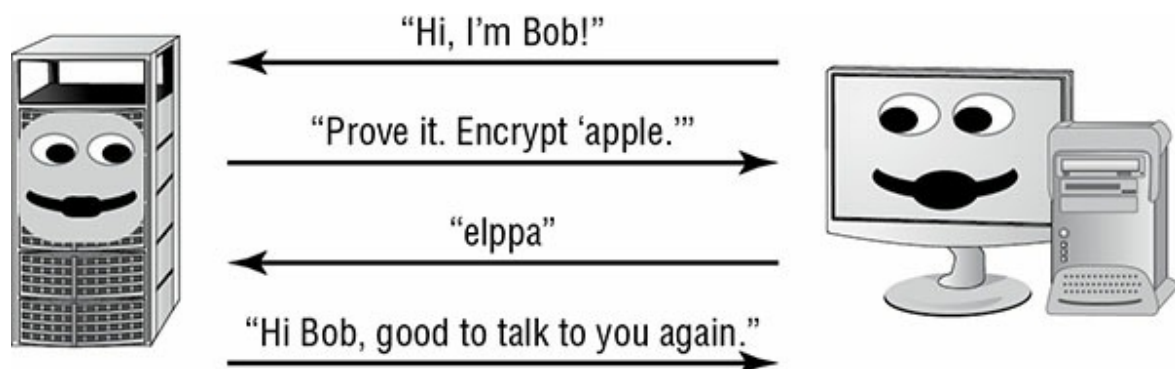 “Hi, I’m Bob!”
“Prove it. Encrypt ‘apple.’”
“elppa”
“Hi Bob, good to talk to you again.”